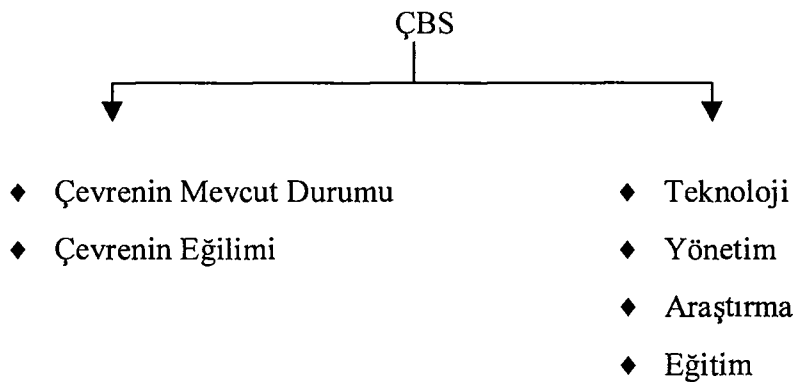 ÇBS
♦ Çevrenin Mevcut Durumu
♦ Çevrenin Eğilimi
♦ Teknoloji
♦ Yönetim
♦ Araştırma
♦ Eğitim